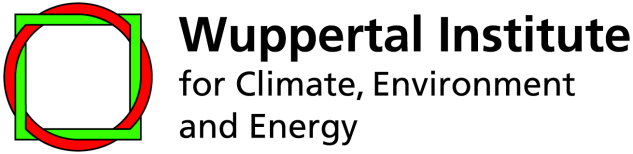 Wuppertal Institute
for Climate, Environment
and Energy